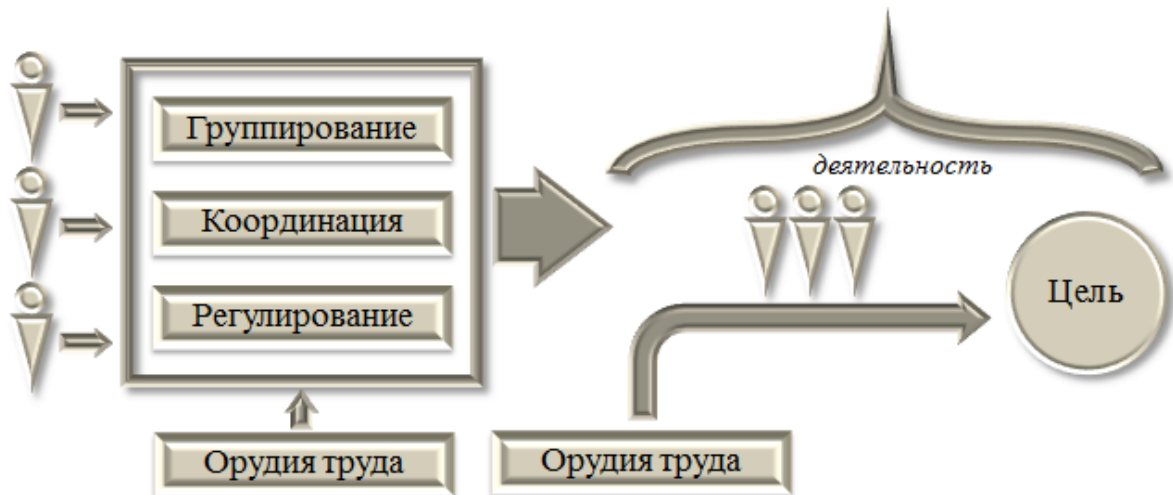 Группирование
Координация
Регулирование
Орудия труда
деятельность
Цель
Орудия труда